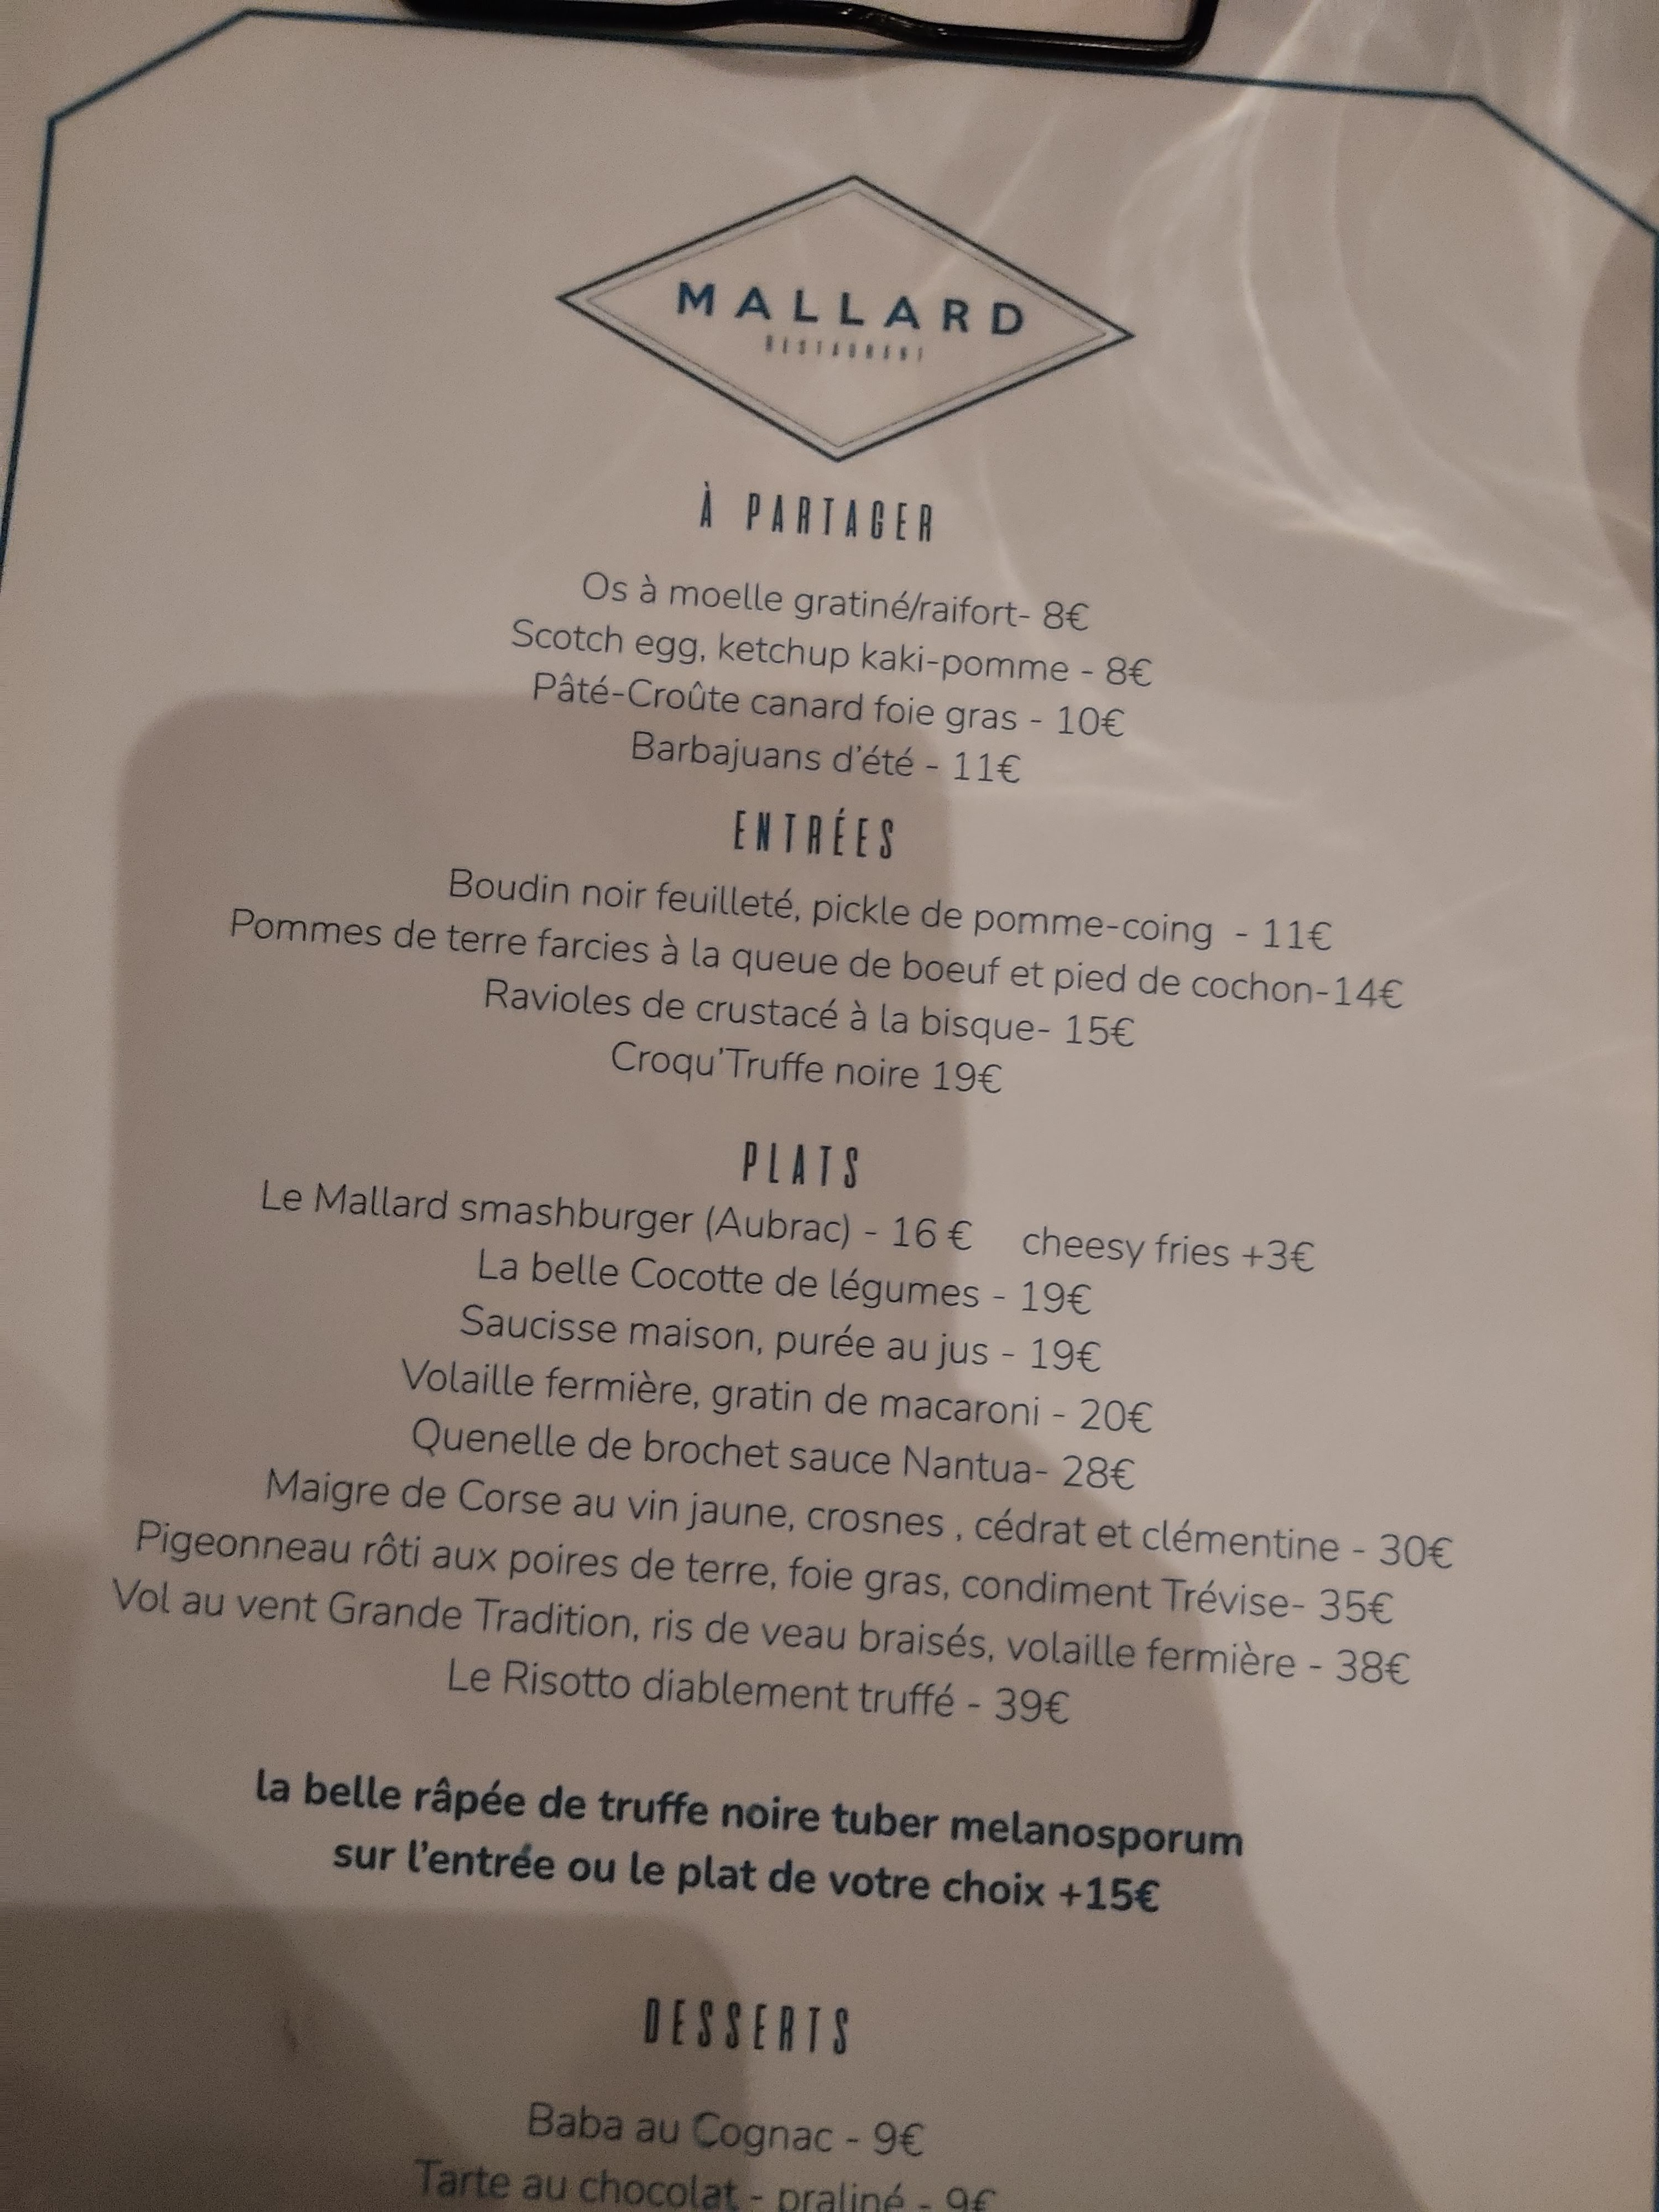 MALLARD
RESTAURANT
À PARTAGER
Os à moelle gratiné/raifort- 8€
Scotch egg, ketchup kaki-pomme - 8€
Pâté-Croûte canard foie gras - 10€
Barbajuans d'été - 11€
ENTRÉES
Boudin noir feuilleté, pickle de pomme-coing - 11€
Pommes de terre farcies à la queue de boeuf et pied de cochon-14€
Ravioles de crustacé à la bisque- 15€
Croqu'Truffe noire 19€
PLATS
Le Mallard smashburger (Aubrac) - 16 € cheesy fries +3€
La belle Cocotte de légumes - 19€
Saucisse maison, purée au jus - 19€
Volaille fermière, gratin de macaroni - 20€
Quenelle de brochet sauce Nantua- 28€
Maigre de Corse au vin jaune, crosnes , cédrat et clémentine - 30€
Pigeonneau rôti aux poires de terre, foie gras, condiment Trévise- 35€
Vol au vent Grande Tradition, ris de veau braisés, volaille fermière - 38€
Le Risotto diablement truffé - 39€
la belle râpée de truffe noire tuber melanosporum
sur l'entrée ou le plat de votre choix +15€
DESSERTS
Baba au Cognac - 9€
Tarte au chocolat - praliné - 9€